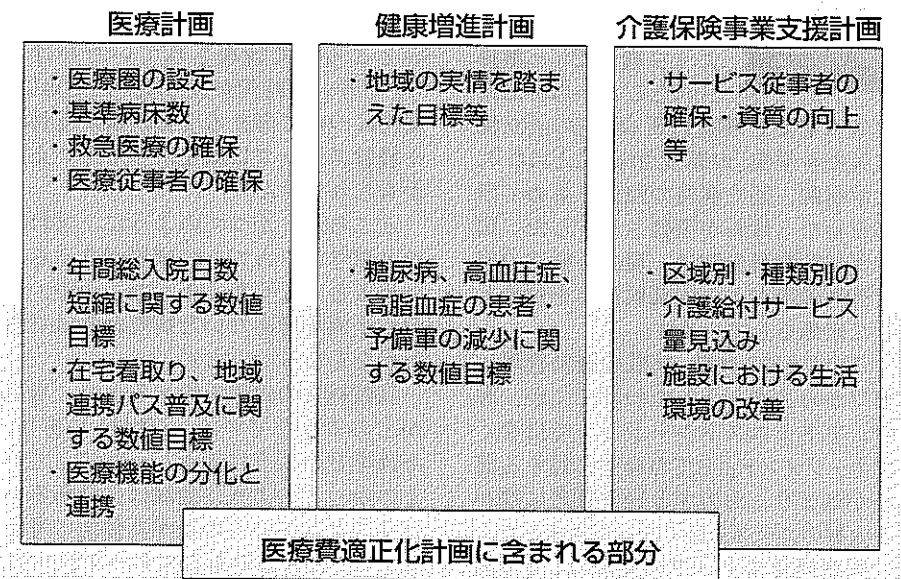 医療計画
・医療圏の設定
・基準病床数
・救急医療の確保
・医療従事者の確保
・年間総入院日数
短縮に関する数値
目標
・在宅看取り、地域
連携パス普及に関
する数値目標
・医療機能の分化と
連携
健康増進計画
・地域の実情を踏ま
えた目標等
・糖尿病、高血圧症、
高脂血症の患者・
予備軍の減少に関
する数値目標
介護保険事業支援計画
・サービス従事者の
確保・資質の向上
等
・区域別・種類別の
介護給付サービス
量見込み
・施設における生活
環境の改善
医療費適正化計画に含まれる部分